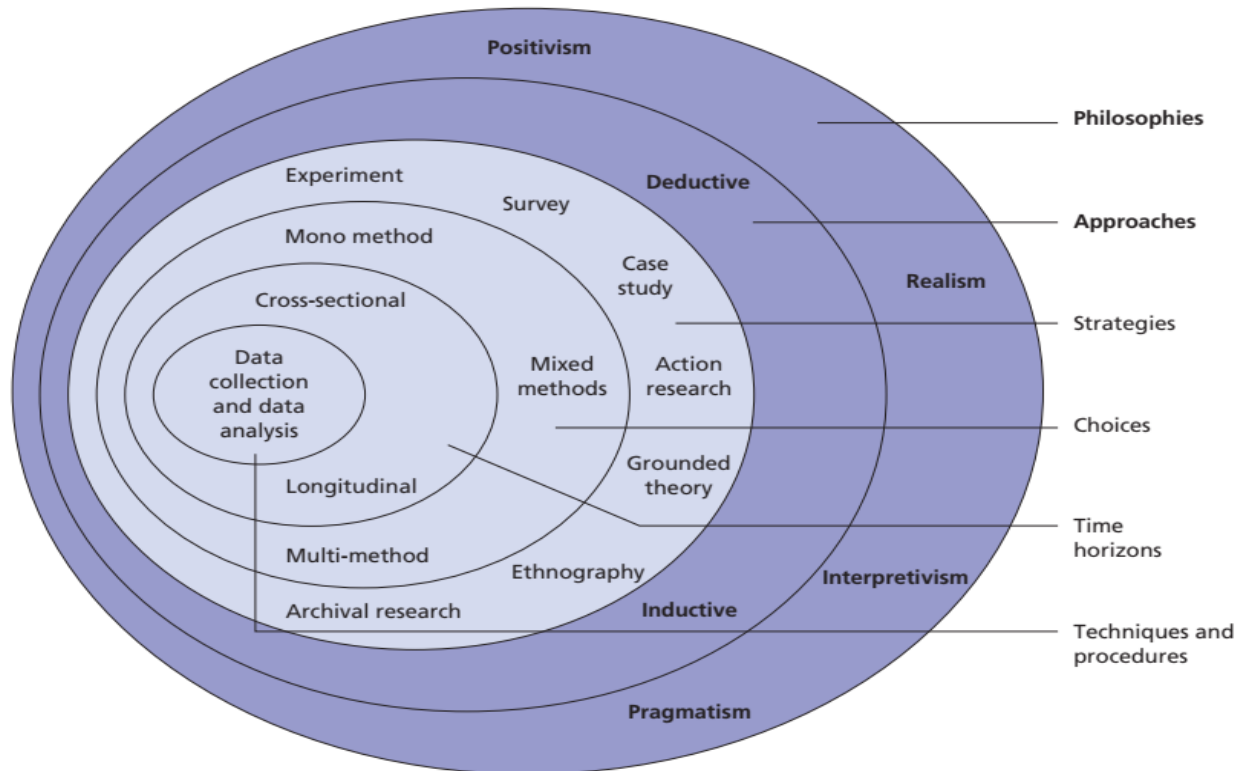 Positivism
Philosophies
Experiment
Deductive
Survey
Approaches
Mono method
Case
study
Realism
Cross-sectional
Strategies
Data
collection
and data
analysis
Mixed
methods
Action
research
Choices
Grounded
theory
Longitudinal
Time
horizons
Multi-method
Ethnography
Interpretivism
Archival research
Inductive
Techniques and
procedures
Pragmatism